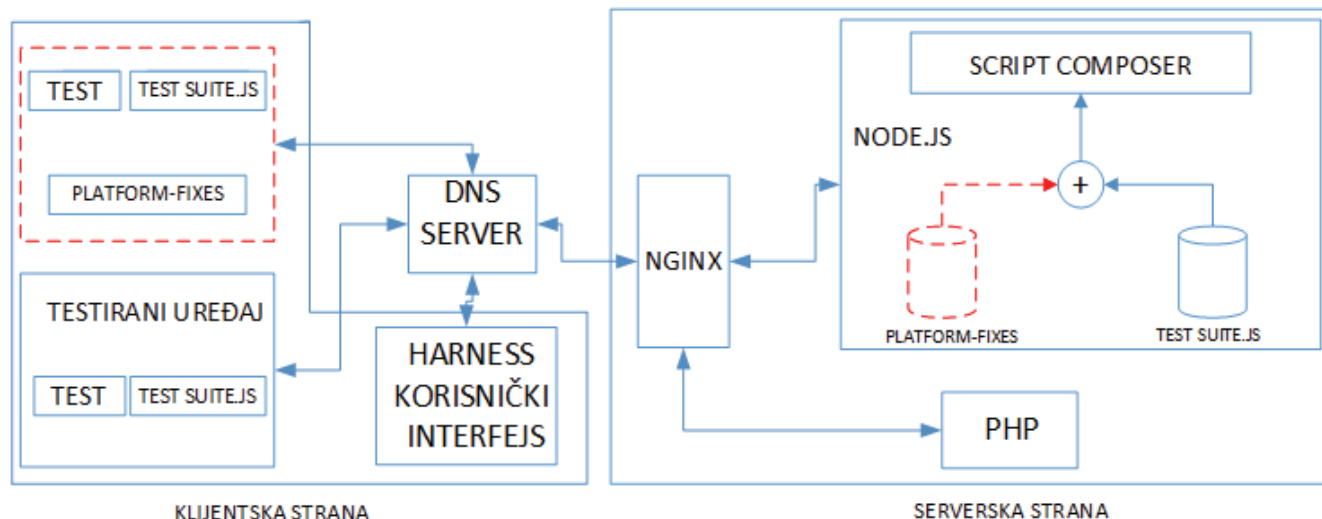 TEST
TEST SUITE.JS
PLATFORM-FIXES
TESTIRANI UREĐAJ
TEST
TEST SUITE.JS
DNS
SERVER
HARNESS
KORISNIČKI
INTERFEJS
KLIJENTSKA STRANA
NGINX
SCRIPT COMPOSER
NODE.JS
+
PLATFORM-FIXES
TEST SUITE.JS
PHP
SERVERSKA STRANA